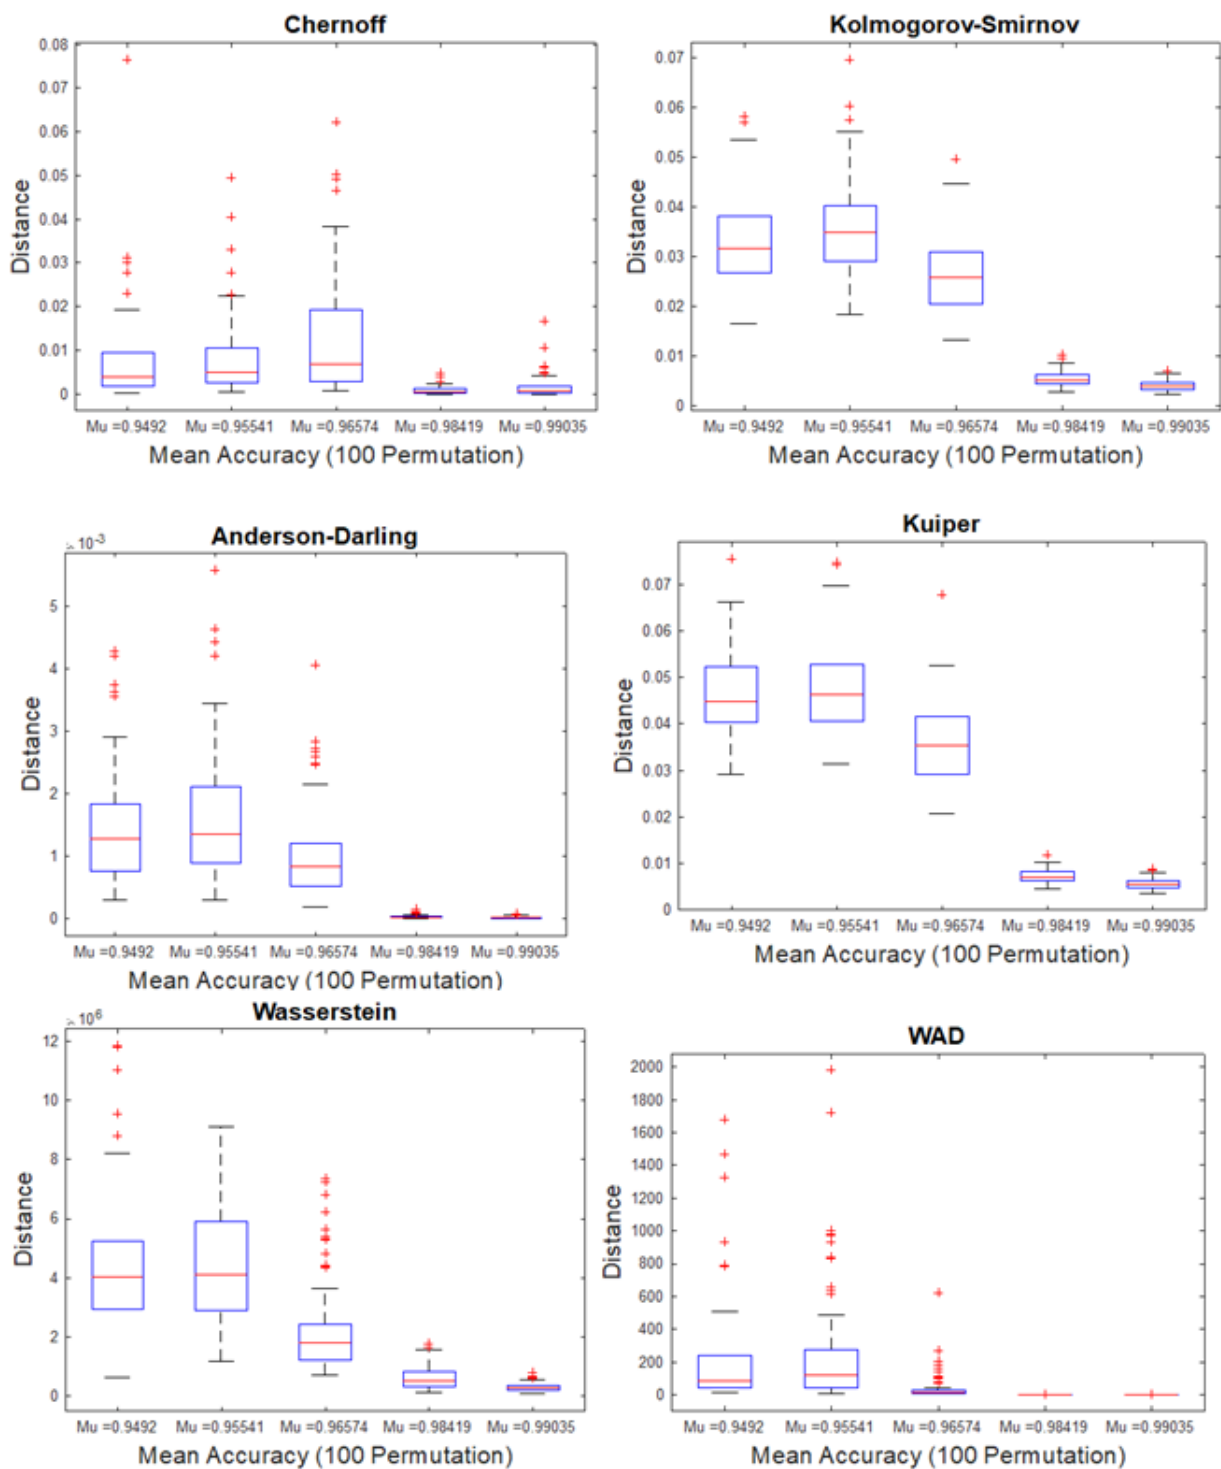 Chernoff
0.08
0.07
0.06
0.05
0.04
0.03
0.02
0.01
0
Distance
Mu =0.9492 Mu =0.95541 Mu =0.96574 Mu =0.98419 Mu =0.99035
Mean Accuracy (100 Permutation)
Kolmogorov-Smirnov
0.07
0.06
0.05
0.04
0.03
0.02
0.01
0
Distance
Mu =0.9492 Mu =0.95541 Mu =0.96574 Mu =0.98419 Mu =0.99035
Mean Accuracy (100 Permutation)
Anderson-Darling
10⁻³
5
4
3
2
1
0
Distance
Mu =0.9492 Mu =0.95541 Mu =0.96574 Mu =0.98419 Mu =0.99035
Mean Accuracy (100 Permutation)
Kuiper
0.07
0.06
0.05
0.04
0.03
0.02
0.01
0
Distance
Mu =0.9492 Mu =0.95541 Mu =0.96574 Mu =0.98419 Mu =0.99035
Mean Accuracy (100 Permutation)
Wasserstein
10⁶
12
10
8
6
4
2
0
Distance
Mu =0.9492 Mu =0.95541 Mu =0.96574 Mu =0.98419 Mu =0.99035
Mean Accuracy (100 Permutation)
WAD
2000
1800
1600
1400
1200
1000
800
600
400
200
0
Distance
Mu =0.9492 Mu =0.95541 Mu =0.96574 Mu =0.98419 Mu =0.99035
Mean Accuracy (100 Permutation)